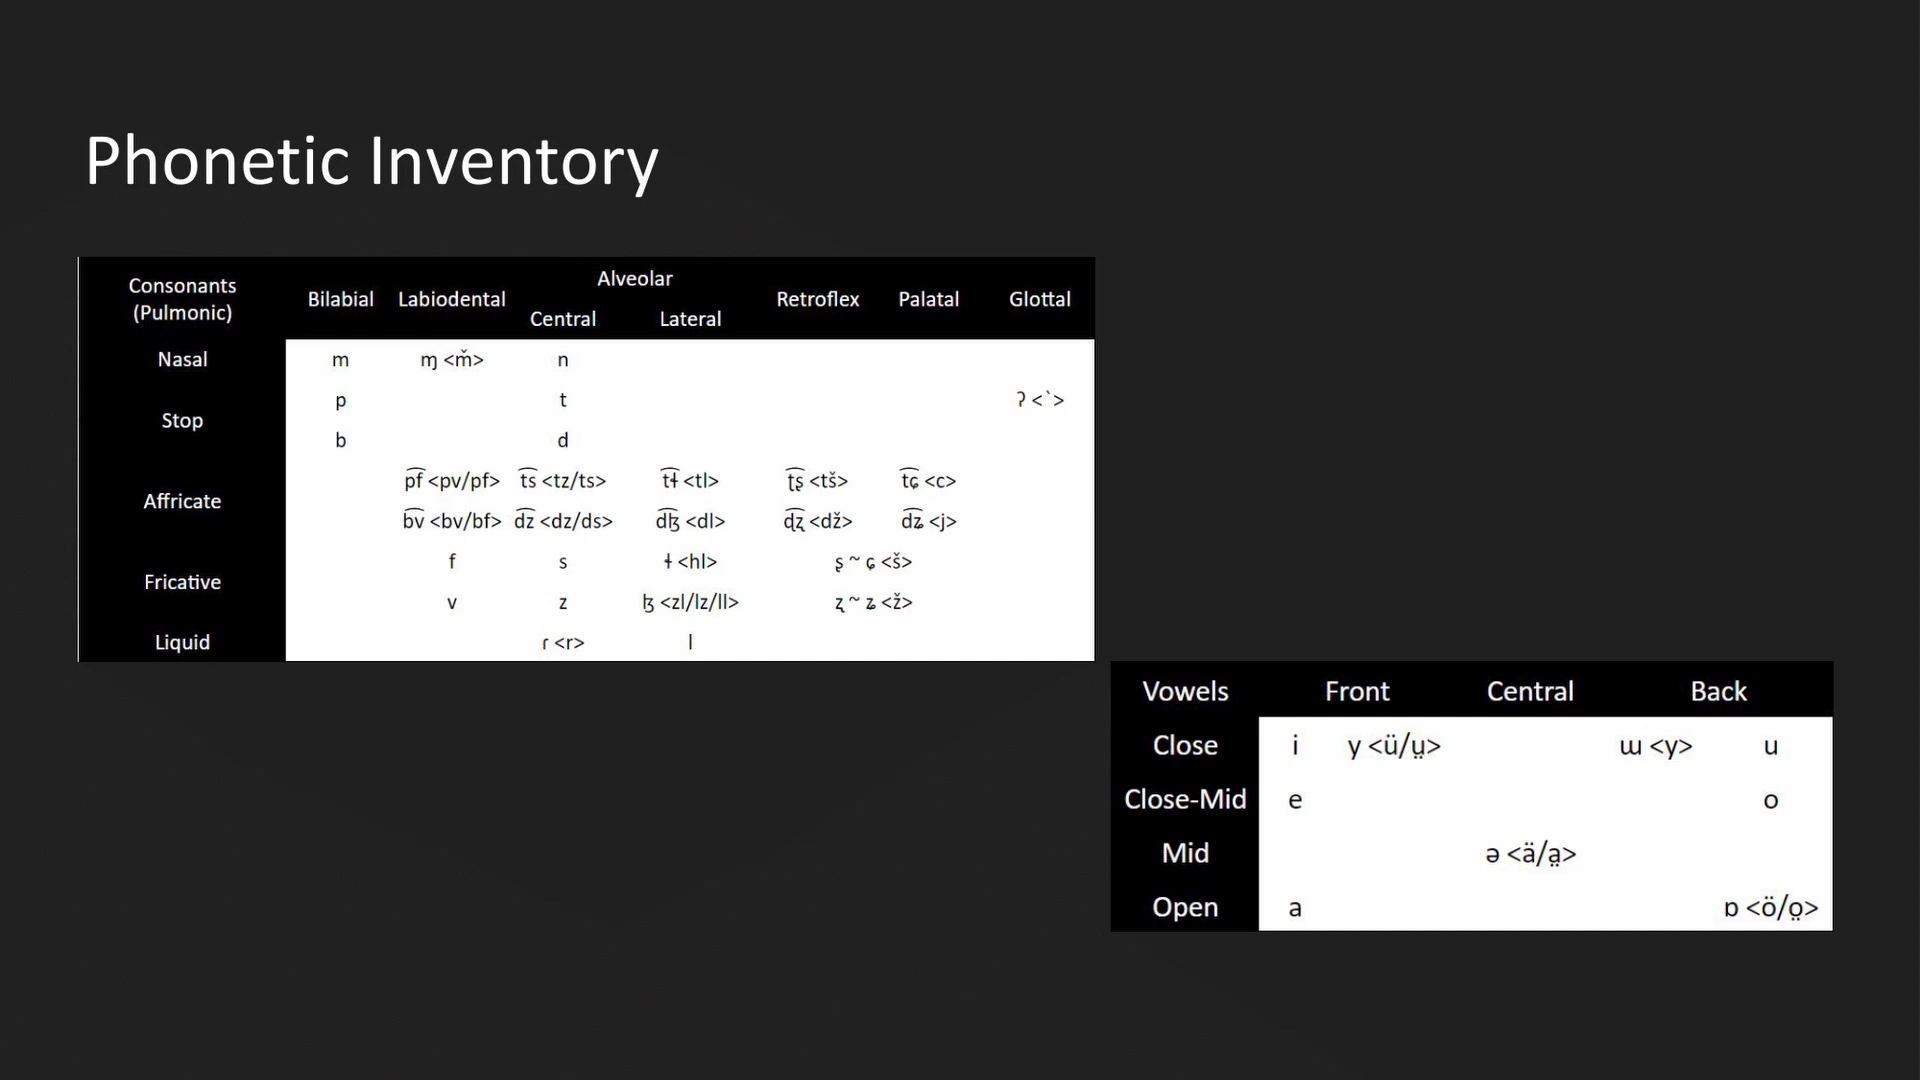 Phonetic Inventory
Consonants (Pulmonic) Bilabial Labiodental Alveolar Retroflex Palatal Glottal
Central Lateral
Nasal m ɱ <m̌> n
Stop p t ʔ <`>
b d
Affricate p͡f <pv/pf> t͡s <tz/ts> t͡ɬ <tl> ʈ͡ʂ <tš> t͡ɕ <c>
b͡v <bv/bf> d͡z <dz/ds> d͡ɮ <dl> ɖ͡ʐ <dž> d͡ʑ <j>
Fricative f s ɬ <hl> ʂ ~ ɕ <š>
v z ɮ <zl/lz/ll> ʐ ~ ʑ <ž>
Liquid ɾ <r> l
Vowels Front Central Back
Close i y <ü/ṳ> ɯ <y> u
Close-Mid e o
Mid ə <ä/a̤>
Open a ɒ <ö/o̤>